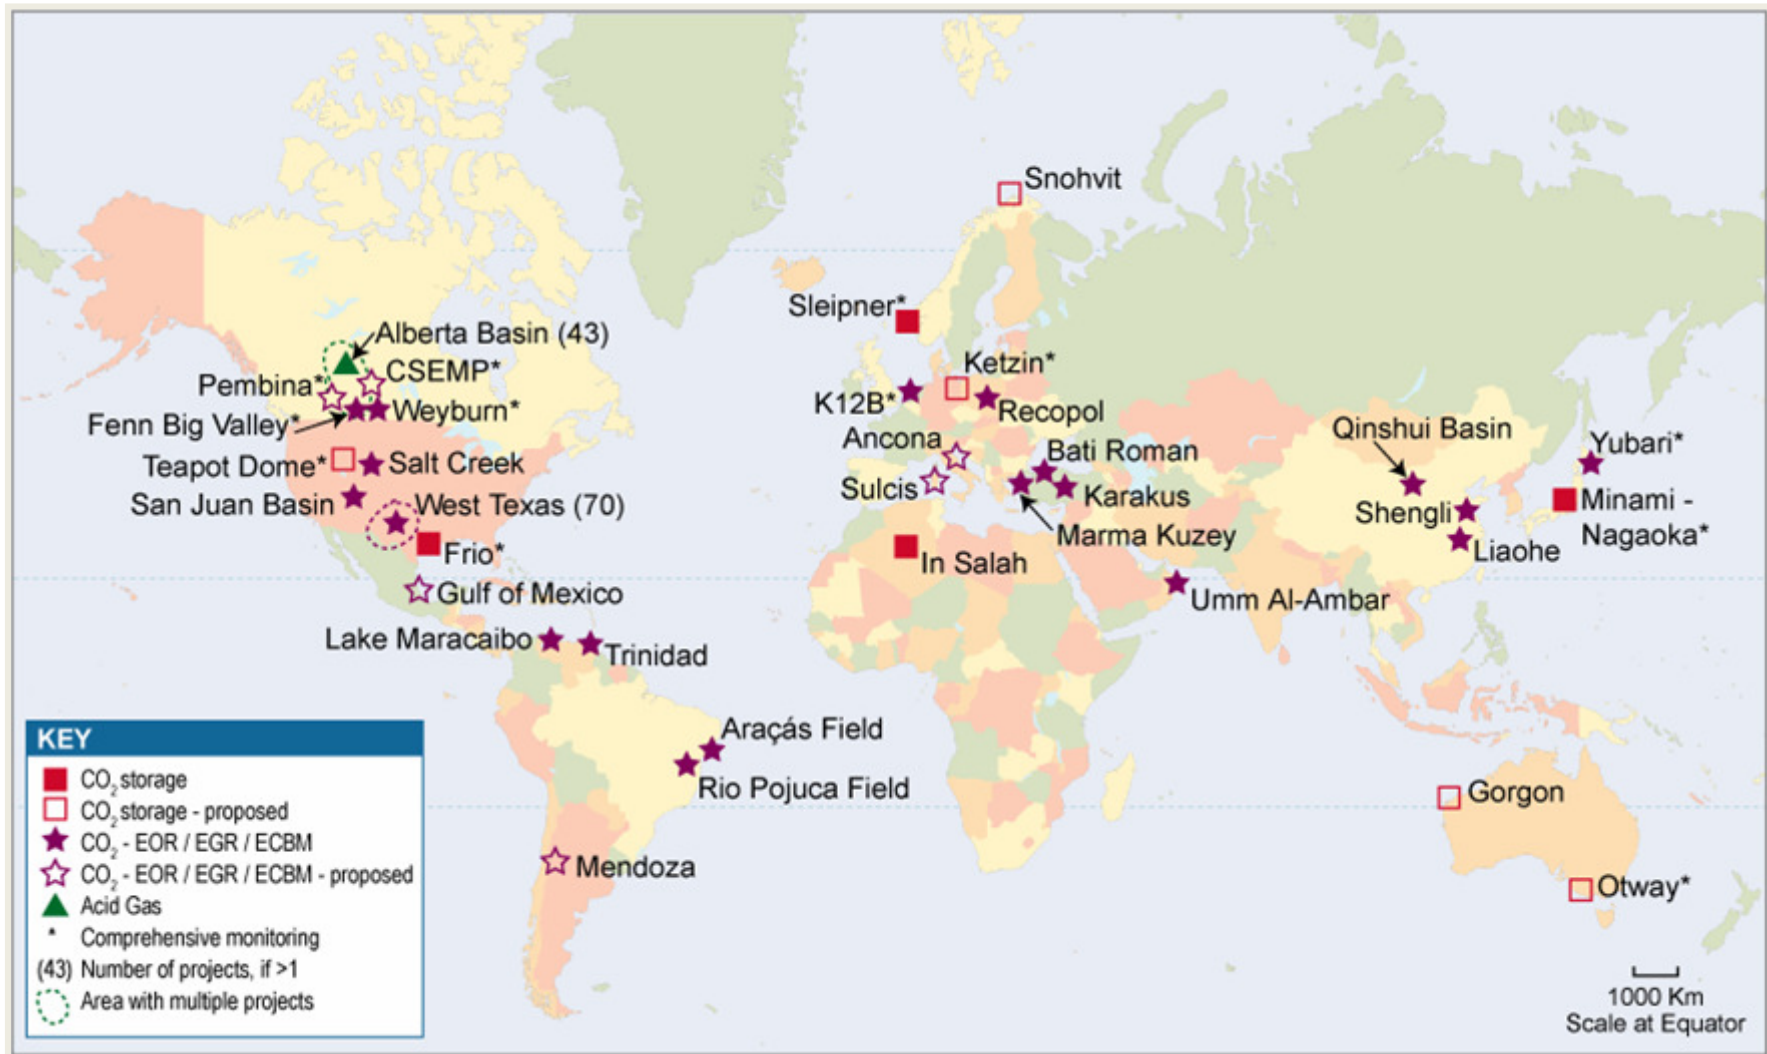 Snohvit
Sleipner*
Alberta Basin (43)
CSEMP*
Pembina*
Ketzin*
K12B*
Recopol
Weyburn*
Fenn Big Valley*
Qinshui Basin
Yubari*
Ancona
Bati Roman
Teapot Dome*
Salt Creek
Sulcis
Karakus
San Juan Basin
West Texas (70)
Shengli
Minami -
Nagaoka*
Marma Kuzey
Liaohe
Frio*
In Salah
Gulf of Mexico
Umm Al-Ambar
Lake Maracaibo
Trinidad
Araçás Field
Rio Pojuca Field
Gorgon
Mendoza
Otway*
KEY
CO2 storage
CO2 storage - proposed
CO2 - EOR / EGR / ECBM
CO2 - EOR / EGR / ECBM - proposed
Acid Gas
* Comprehensive monitoring
(43) Number of projects, if >1
Area with multiple projects
1000 Km
Scale at Equator